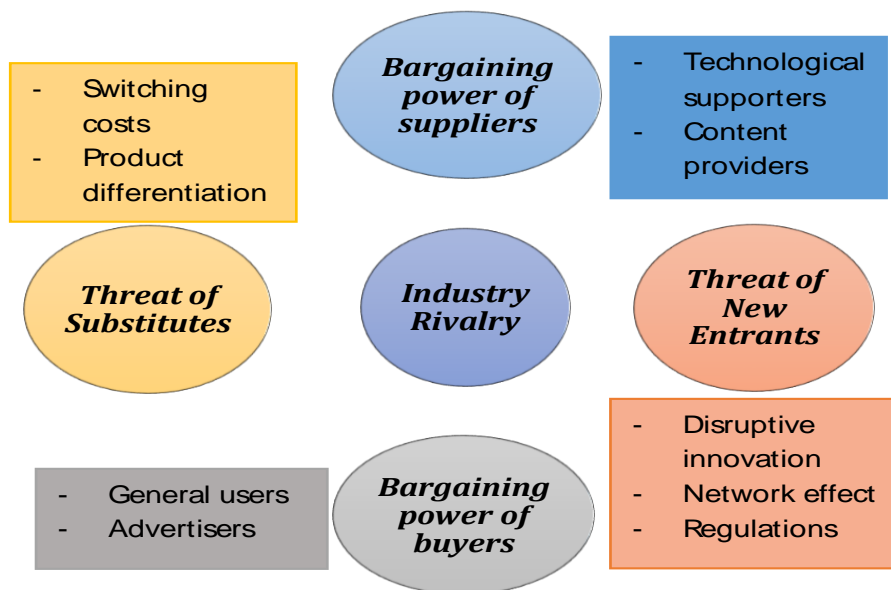 - Switching
costs
- Product
differentiation
Bargaining
power of
suppliers
- Technological
supporters
- Content
providers
Threat of
Substitutes
Industry
Rivalry
Threat of
New
Entrants
- General users
- Advertisers
Bargaining
power of
buyers
- Disruptive
innovation
- Network effect
- Regulations